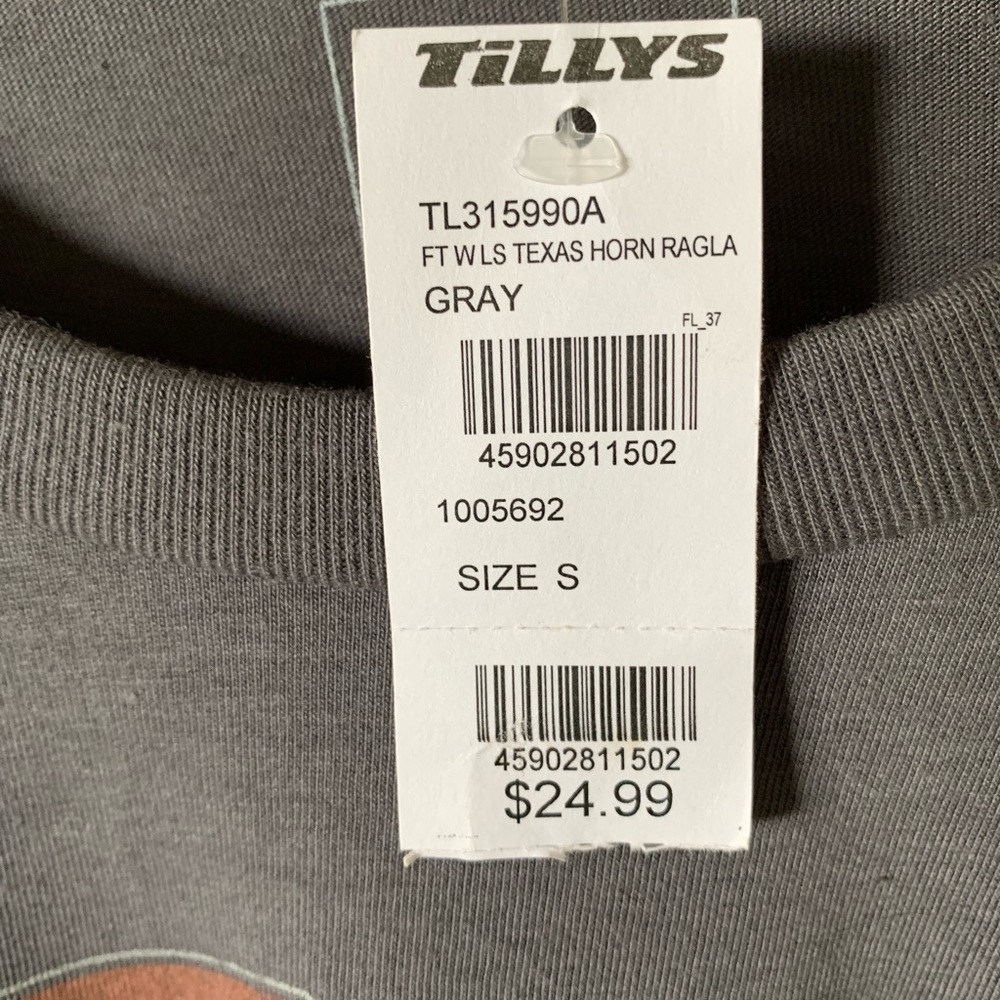 TiLLYS
TL315990A
FT W LS TEXAS HORN RAGLA
GRAY
FL_37
45902811502
1005692
SIZE S
45902811502
$24.99